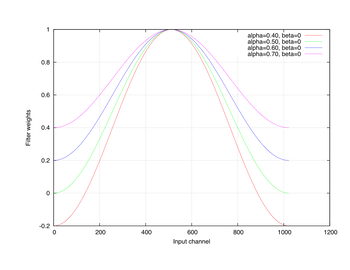 1
0.8
0.6
0.4
0.2
0
-0.2
Filter weights
alpha=0.40, beta=0
alpha=0.50, beta=0
alpha=0.60, beta=0
alpha=0.70, beta=0
0 200 400 600 800 1000 1200
Input channel